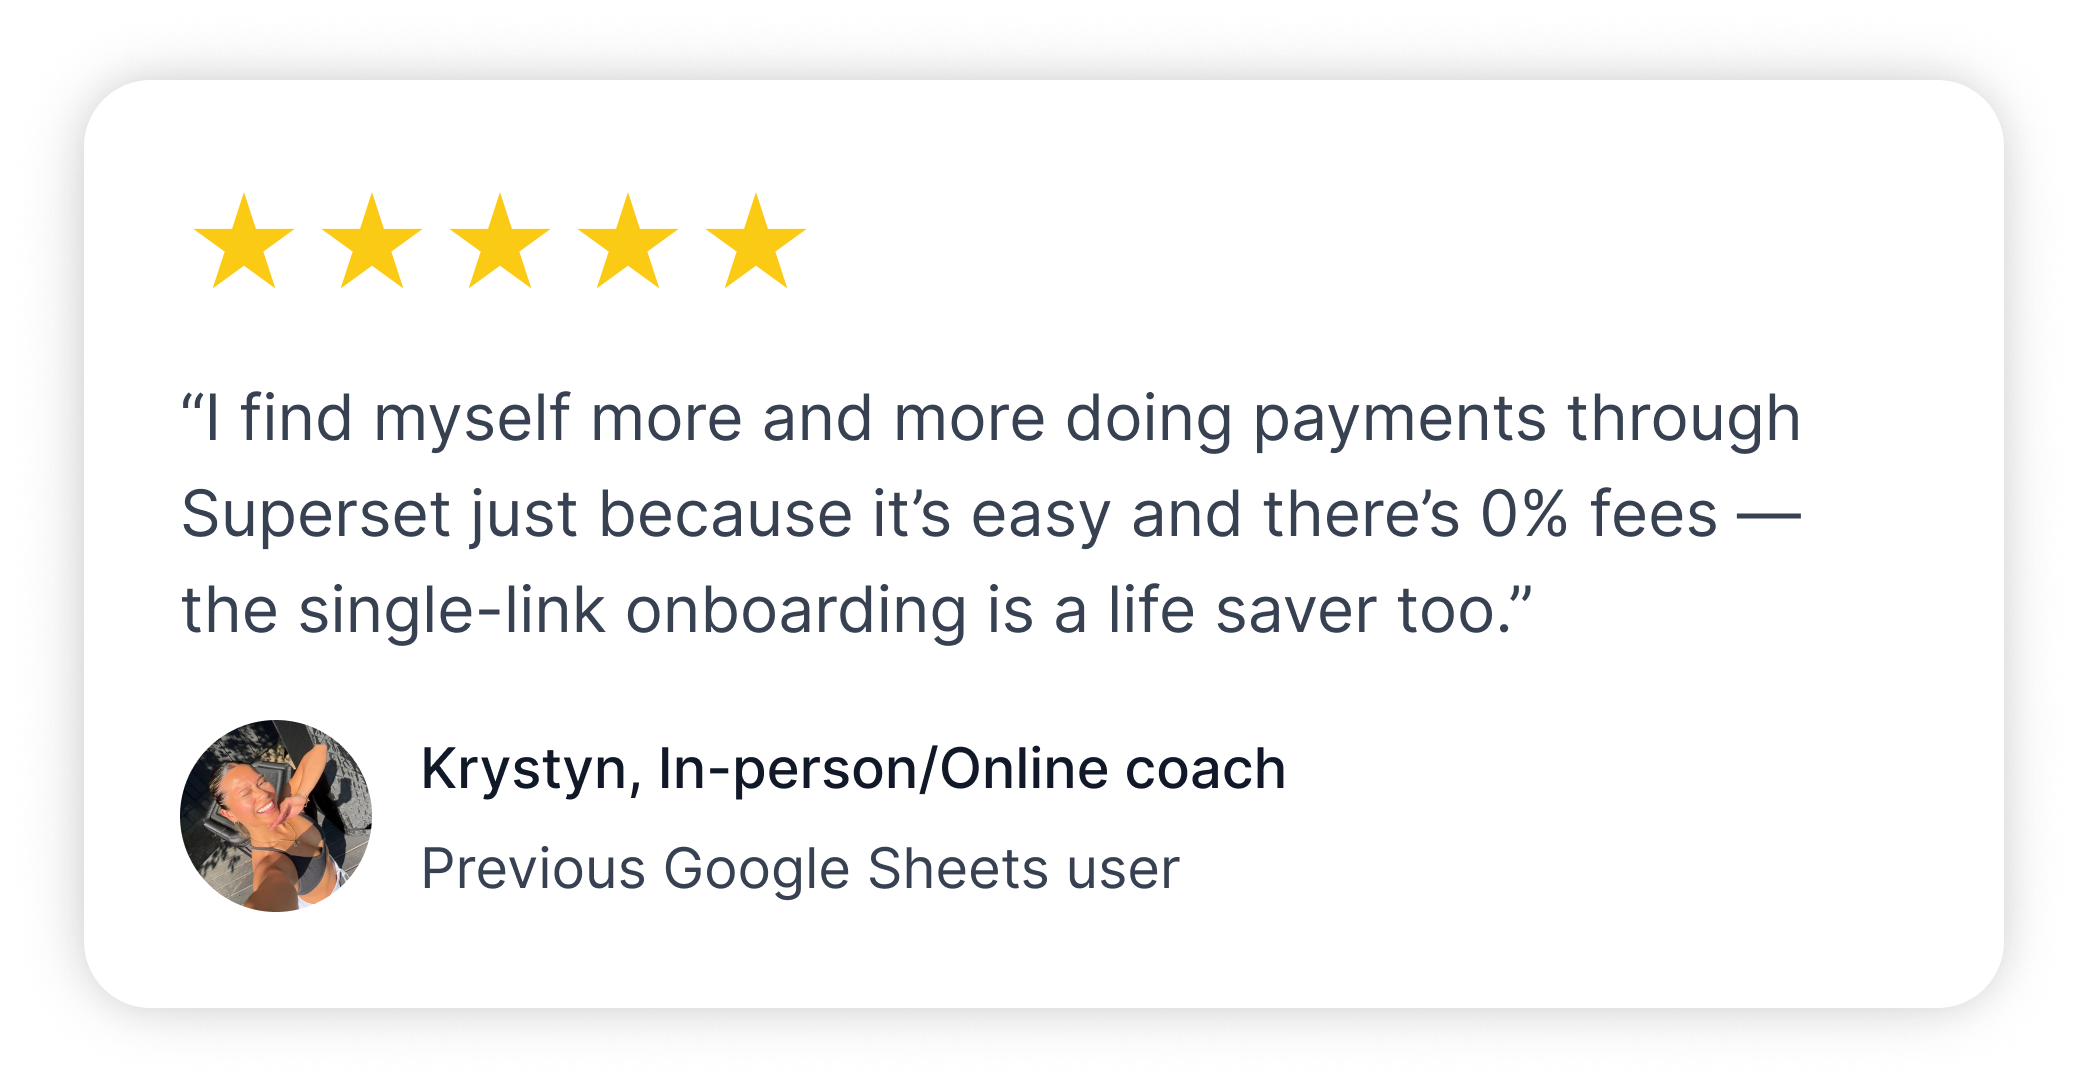 “I find myself more and more doing payments through
Superset just because it’s easy and there’s 0% fees —
the single-link onboarding is a life saver too.”
Krystyn, In-person/Online coach
Previous Google Sheets user